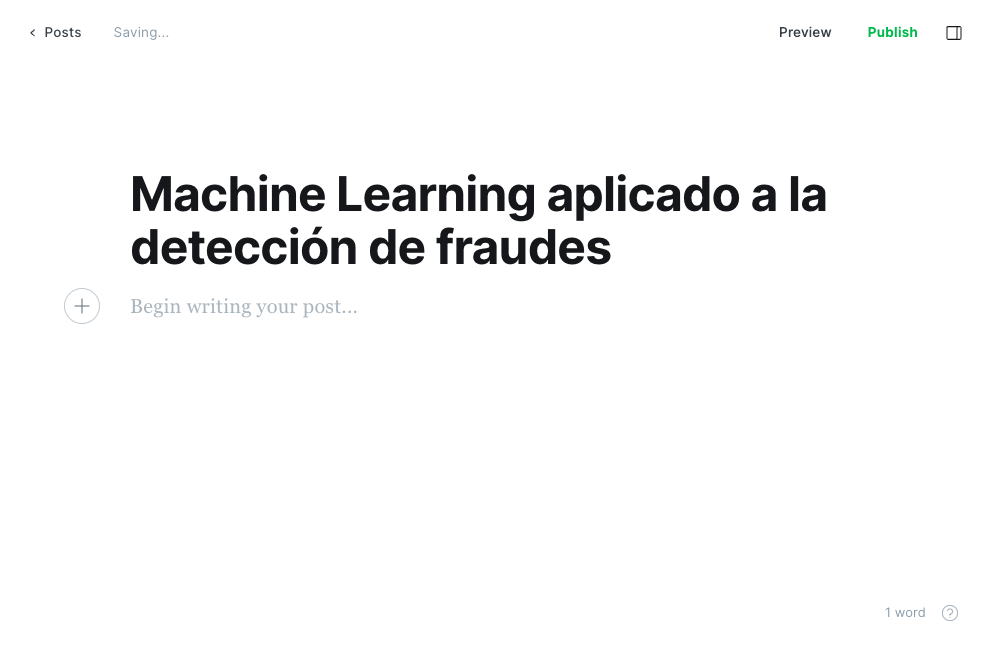 Posts
Saving...
Preview
Publish
Machine Learning aplicado a la
detección de fraudes
Begin writing your post...
1 word
?